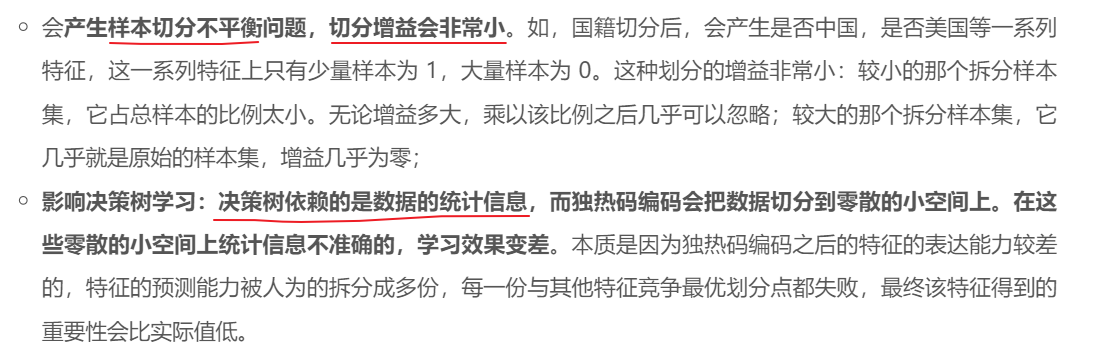 会产生样本切分不平衡问题，切分增益会非常小。如，国籍切分后，会产生是否中国，是否美国等一系列
特征，这一系列特征上只有少量样本为 1，大量样本为 0。这种划分的增益非常小：较小的那个拆分样本
集，它占总样本的比例太小。无论增益多大，乘以该比例之后几乎可以忽略；较大的那个拆分样本集，它
几乎就是原始的样本集，增益几乎为零；
影响决策树学习：决策树依赖的是数据的统计信息，而独热码编码会把数据切分到零散的小空间上。在这
些零散的小空间上统计信息不准确的，学习效果变差。本质是因为独热码编码之后的特征的表达能力较差
的，特征的预测能力被人为的拆分成多份，每一份与其他特征竞争最优划分点都失败，最终该特征得到的
重要性会比实际值低。